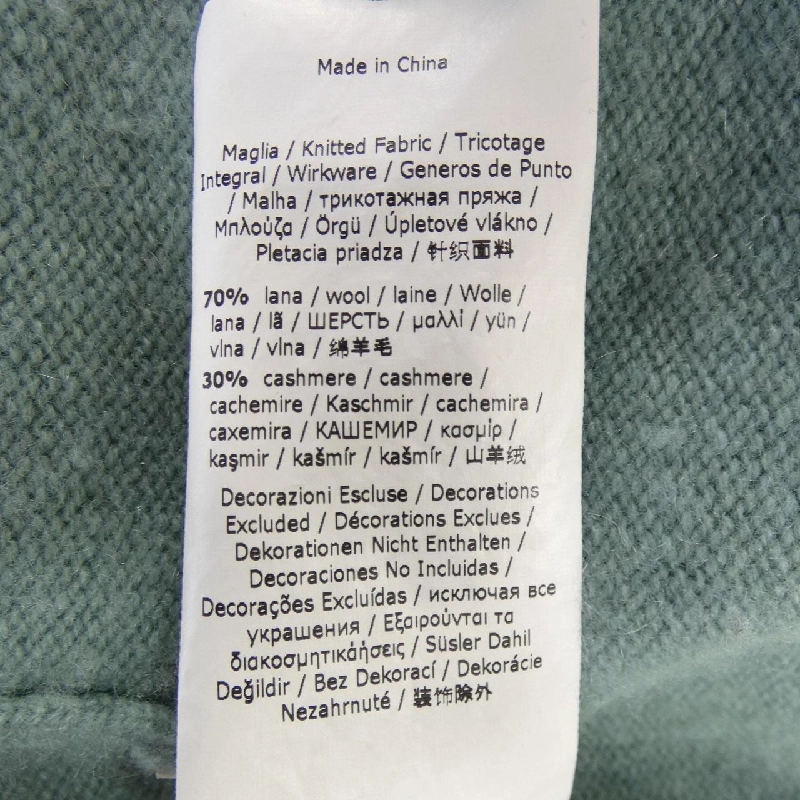 Made in China
Maglia / Knitted Fabric / Tricotage
Integral / Wirkware / Generos de Punto
/ Malha / трикотажная пряжа /
Μπλούζα / Örgü / Úpletové vlákno /
Pletacia priadza / 针织面料
70% lana / wool / laine / Wolle /
lana / lã / ШЕРСТЬ / μαλλί / yün /
vlna / vlna / 绵羊毛
30% cashmere / cashmere /
cachemire / Kaschmir / cachemira /
caxemira / КАШЕМИР / κασμίρ /
kaşmir / kašmír / kašmír / 山羊绒
Decorazioni Escluse / Decorations
Excluded / Décorations Exclues /
Dekorationen Nicht Enthalten /
Decoraciones No Incluidas /
Decorações Excluídas / исключая все
украшения / Εξαιρούνται τα
διακοσμητικάήσεις / Süsler Dahil
Değildir / Bez Dekorací / Dekorácie
Nezahrnuté / 装饰除外